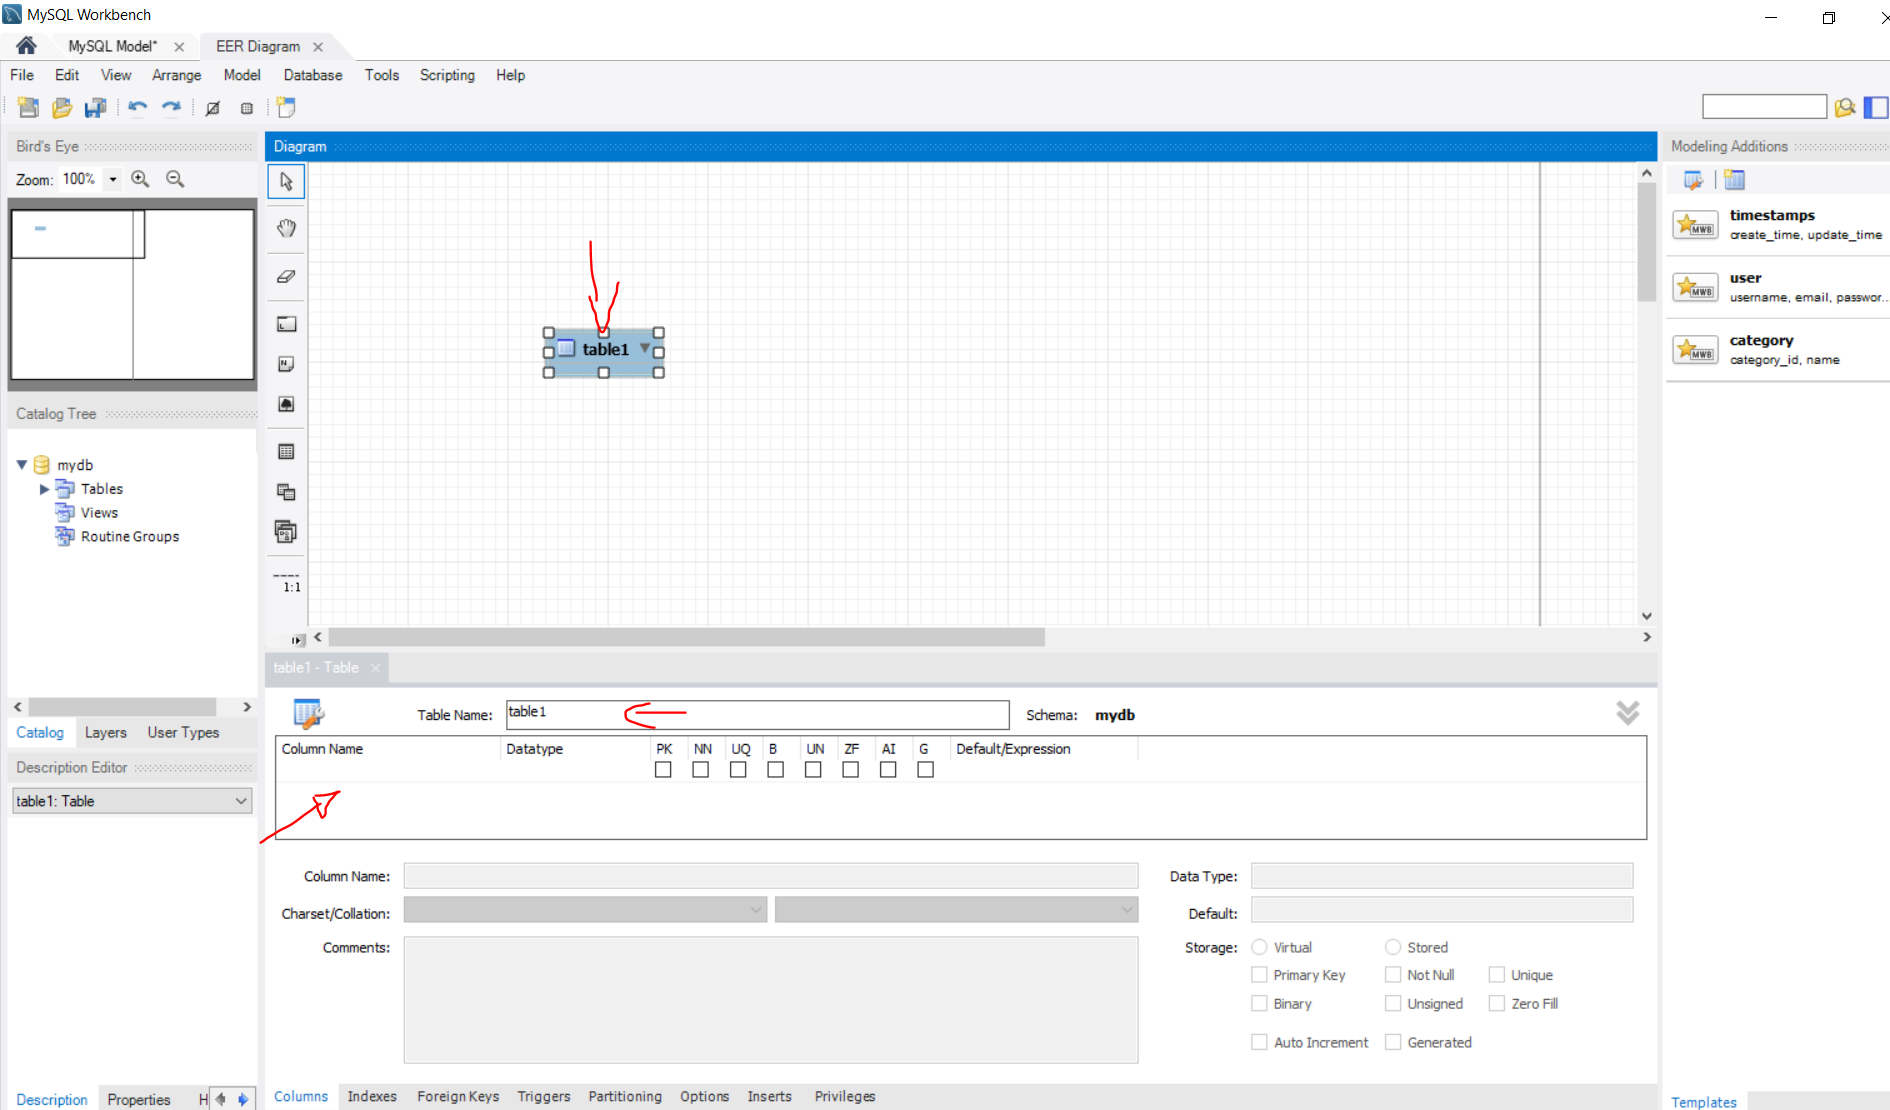 MySQL Workbench
MySQL Model*
EER Diagram
File Edit View Arrange Model Database Tools Scripting Help
Bird's Eye
Zoom: 100%
Catalog Tree
mydb
Tables
Views
Routine Groups
Catalog Layers User Types
Description Editor
table1: Table
Description Properties H
Diagram
table1
1:1
table1 - Table
Table Name: table1
Schema: mydb
Column Name Datatype PK NN UQ B UN ZF AI G Default/Expression
Column Name: Data Type:
Charset/Collation: Default:
Comments: Storage: Virtual Stored
Primary Key Not Null Unique
Binary Unsigned Zero Fill
Auto Increment Generated
Columns Indexes Foreign Keys Triggers Partitioning Options Inserts Privileges
Modeling Additions
MWB
timestamps
create_time, update_time
MWB
user
username, email, passwor...
MWB
category
category_id, name
Templates